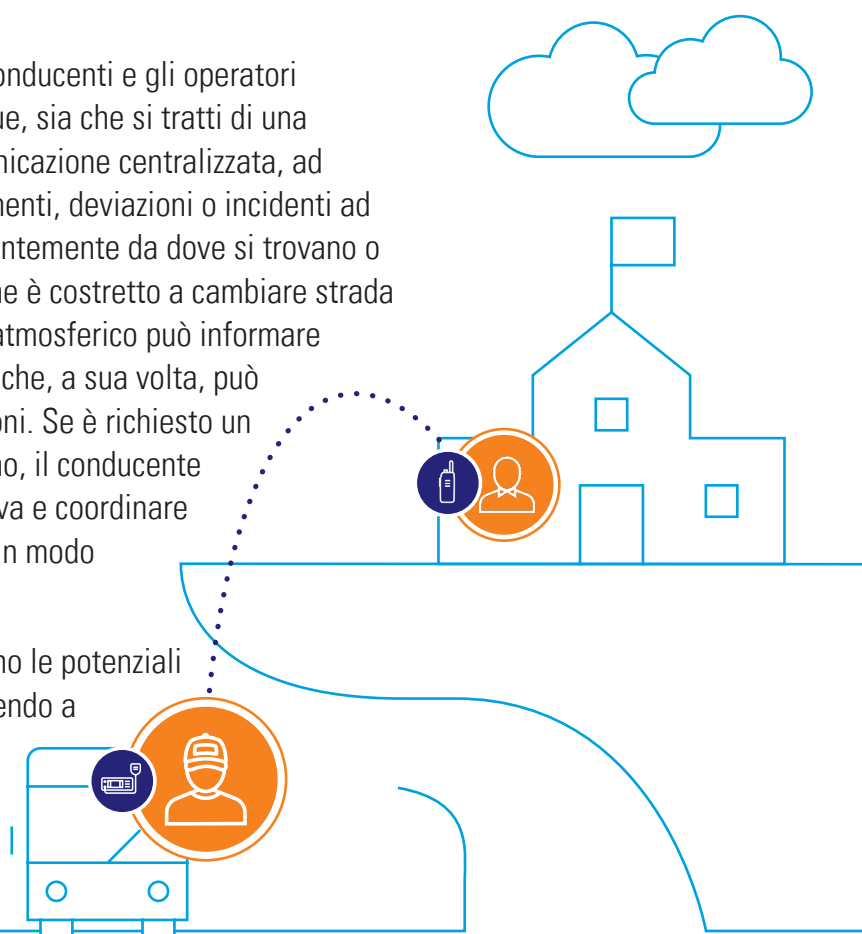 onducenti e gli operatori
ue, sia che si tratti di una
nicazione centralizzata, ad
nenti, deviazioni o incidenti ad
ntemente da dove si trovano o
ne è costretto a cambiare strada
atmosferico può informare
che, a sua volta, può
oni. Se è richiesto un
no, il conducente
va e coordinare
n modo
no le potenziali
endo a